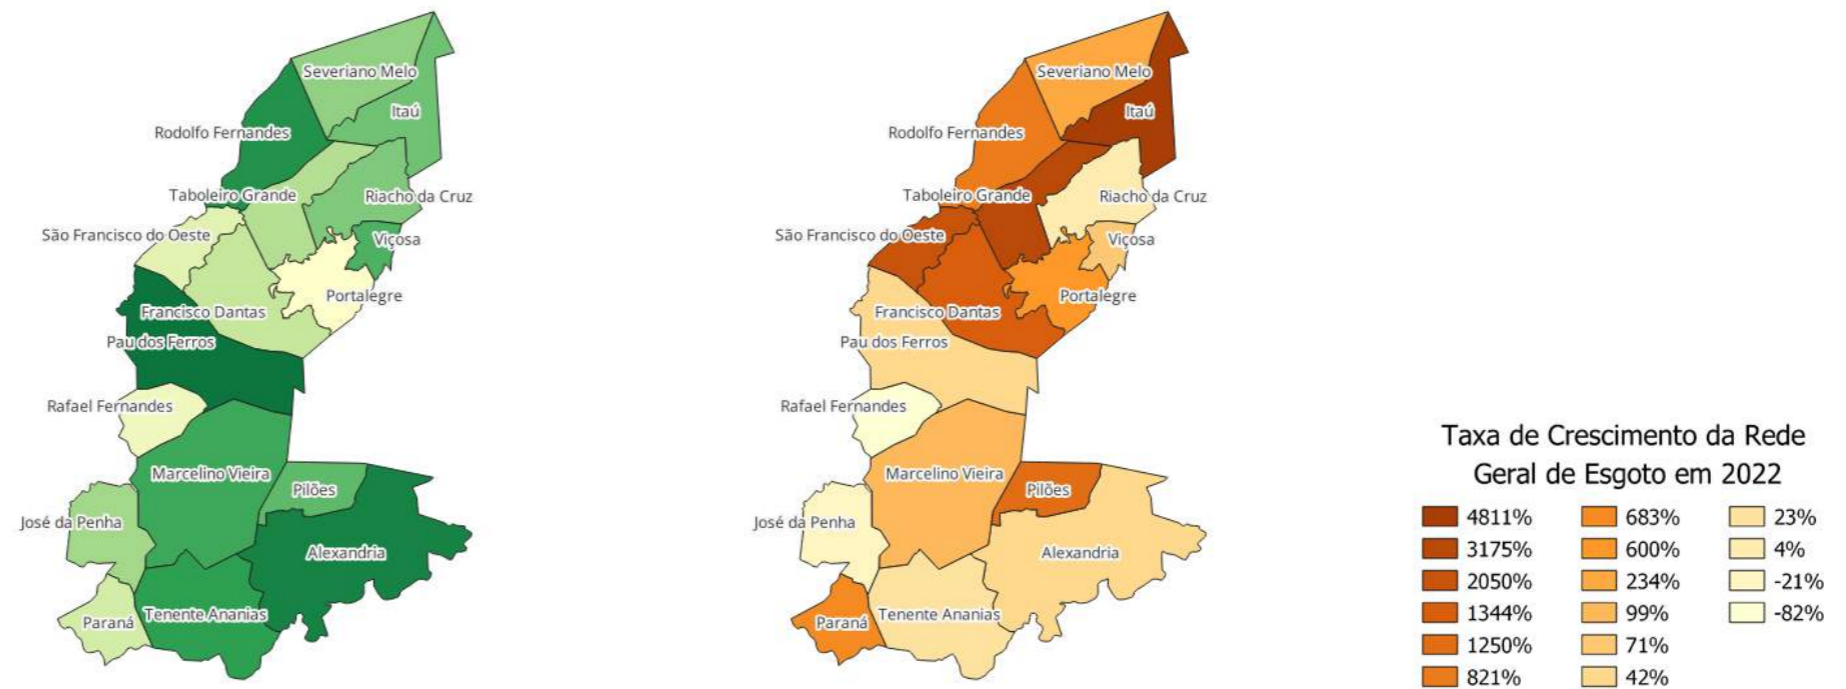 Severiano Melo
Itaú
Rodolfo Fernandes
Taboleiro Grande
Riacho da Cruz
São Francisco do Oeste
Viçosa
Portalegre
Francisco Dantas
Pau dos Ferros
Rafael Fernandes
Marcelino Vieira
Pilões
José da Penha
Alexandria
Tenente Ananias
Paraná
Severiano Melo
Itaú
Rodolfo Fernandes
Taboleiro Grande
Riacho da Cruz
São Francisco do Oeste
Viçosa
Portalegre
Francisco Dantas
Pau dos Ferros
Rafael Fernandes
Marcelino Vieira
Pilões
José da Penha
Alexandria
Tenente Ananias
Paraná
Taxa de Crescimento da Rede
Geral de Esgoto em 2022
4811%
3175%
2050%
1344%
1250%
821%
683%
600%
234%
99%
71%
42%
23%
4%
-21%
-82%